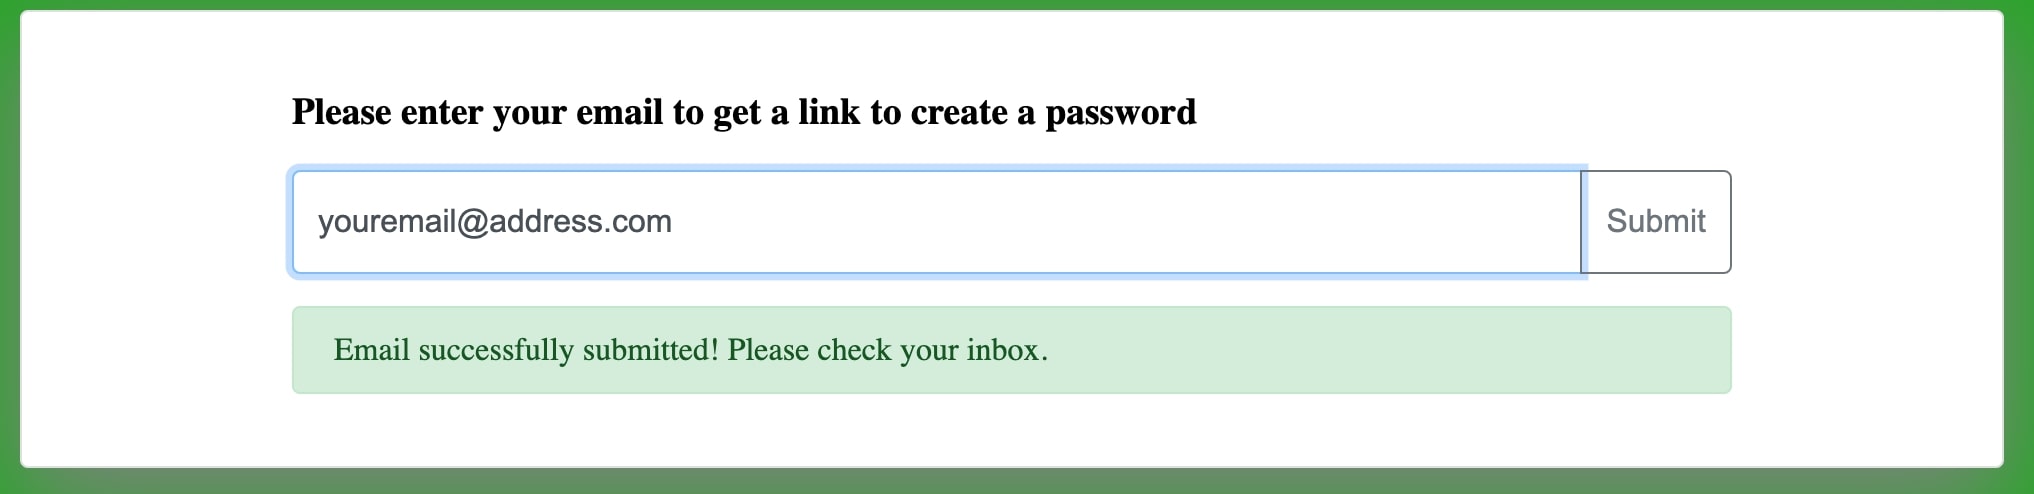 Please enter your email to get a link to create a password
youremail@address.com
Submit
Email successfully submitted! Please check your inbox.